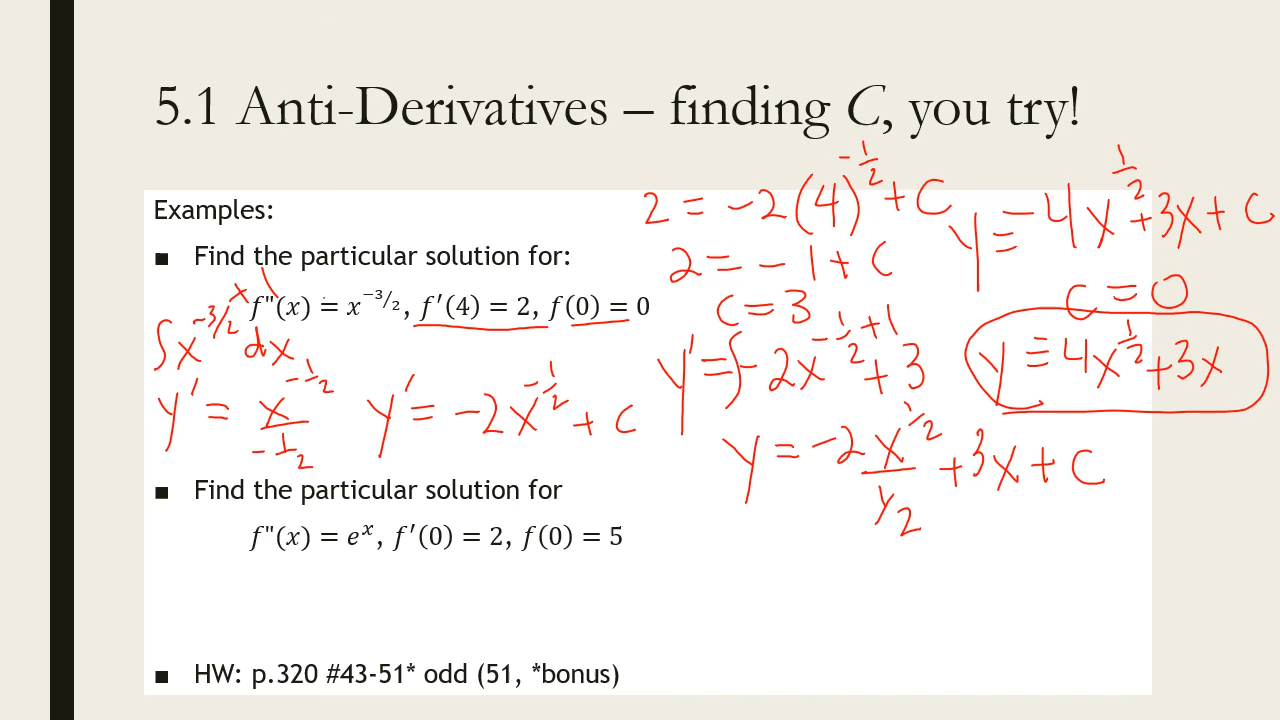 5.1 Anti-Derivatives – finding C, you try!
Examples:
■ Find the particular solution for:
f"(x) = x^{-3/2}, f'(4) = 2, f(0) = 0
∫x^{-3/2} dx
y' = x^{-1/2} / -1/2
y' = -2x^{-1/2} + C
2 = -2(4)^{-1/2} + C
2 = -1 + C
C = 3
y' = ∫-2x^{-1/2 +1} + 3
y = -2 x^{1/2} / 1/2 + 3x + C
y = -4x^{1/2} + 3x + C
C = 0
y = 4x^{1/2} + 3x
■ Find the particular solution for
f"(x) = e^x, f'(0) = 2, f(0) = 5
■ HW: p.320 #43-51* odd (51, *bonus)